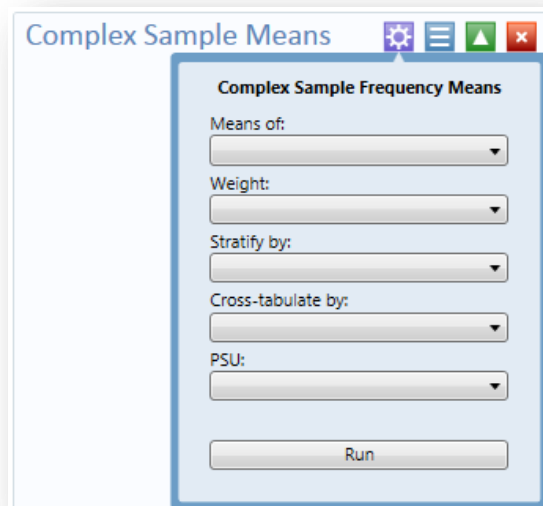 Complex Sample Means
Complex Sample Frequency Means
Means of:
Weight:
Stratify by:
Cross-tabulate by:
PSU:
Run